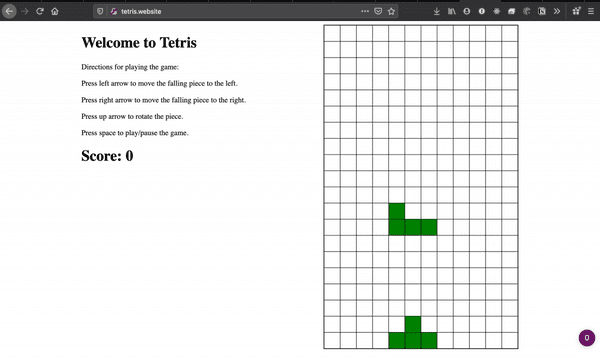 tetris.website
Welcome to Tetris
Directions for playing the game:
Press left arrow to move the falling piece to the left.
Press right arrow to move the falling piece to the right.
Press up arrow to rotate the piece.
Press space to play/pause the game.
Score: 0
0